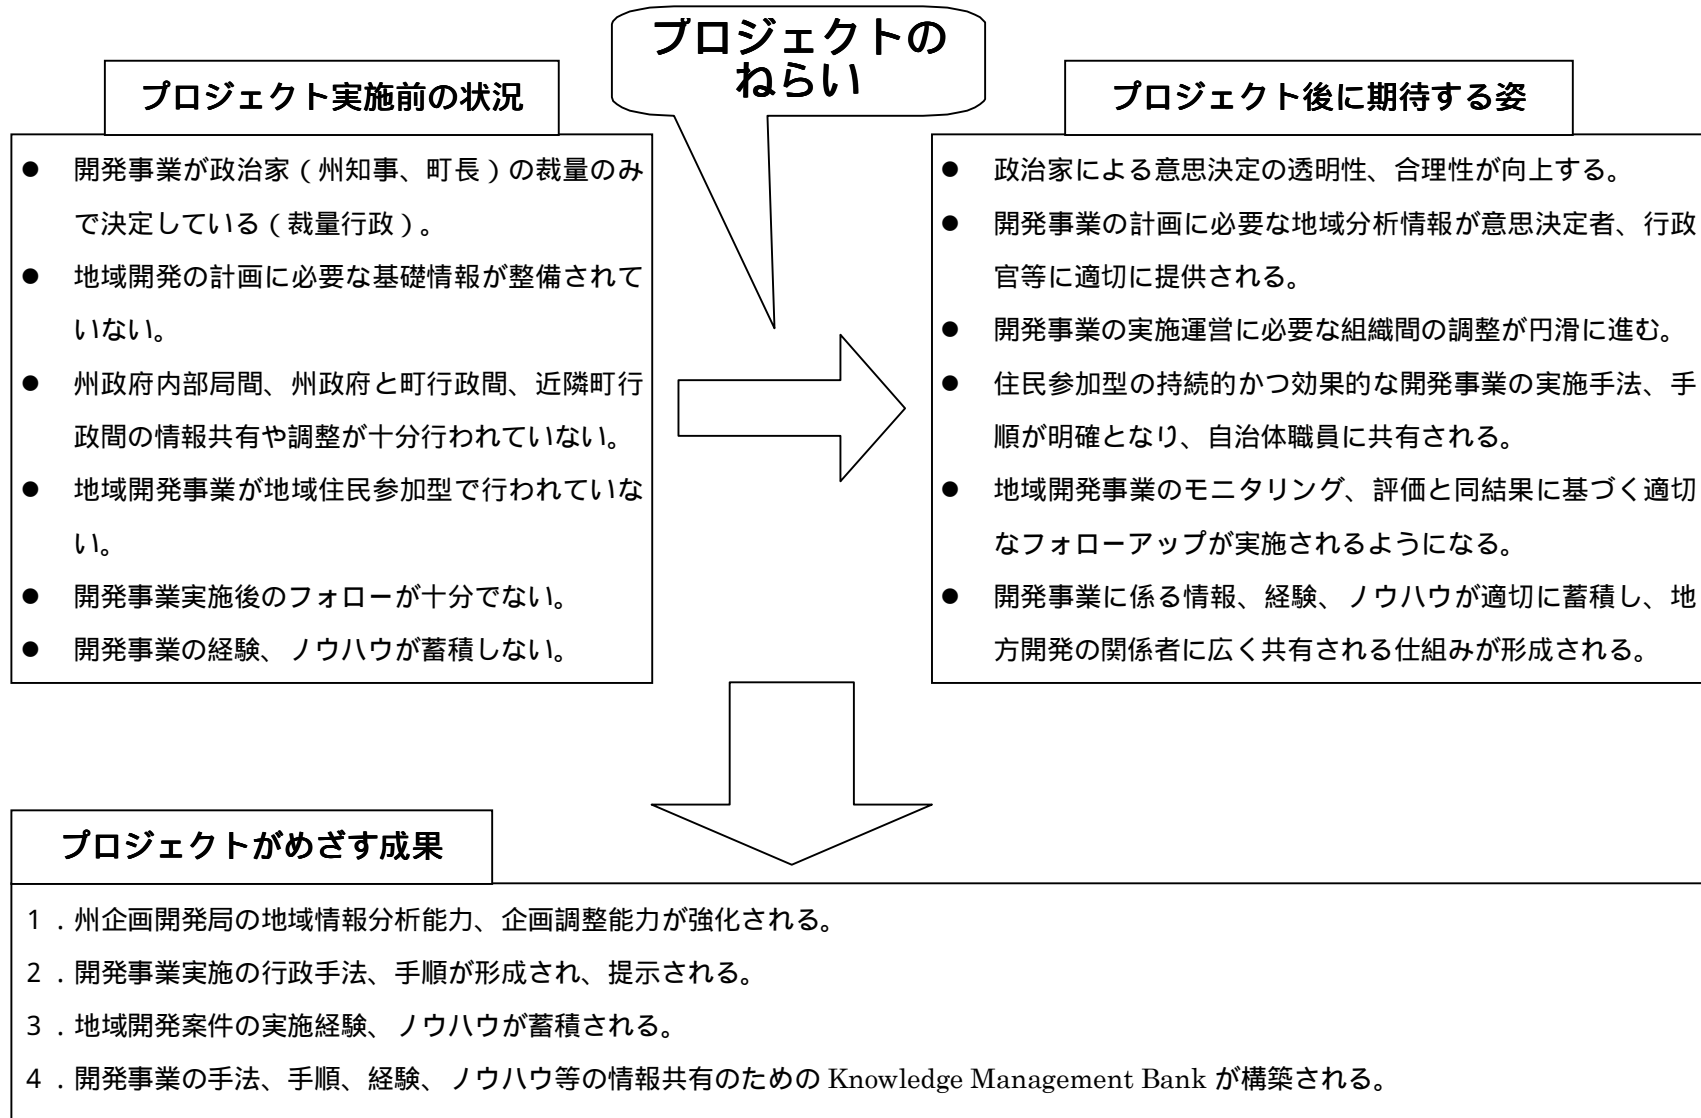 プロジェクトの
ねらい
プロジェクト実施前の状況
● 開発事業が政治家（州知事、町長）の裁量のみ
で決定している（裁量行政）。
● 地域開発の計画に必要な基礎情報が整備されて
いない。
● 州政府内部局間、州政府と町行政間、近隣町行
政間の情報共有や調整が十分行われていない。
● 地域開発事業が地域住民参加型で行われていな
い。
● 開発事業実施後のフォローが十分でない。
● 開発事業の経験、ノウハウが蓄積しない。
プロジェクト後に期待する姿
● 政治家による意思決定の透明性、合理性が向上する。
● 開発事業の計画に必要な地域分析情報が意思決定者、行政
官等に適切に提供される。
● 開発事業の実施運営に必要な組織間の調整が円滑に進む。
● 住民参加型の持続的かつ効果的な開発事業の実施手法、手
順が明確となり、自治体職員に共有される。
● 地域開発事業のモニタリング、評価と同結果に基づく適切
なフォローアップが実施されるようになる。
● 開発事業に係る情報、経験、ノウハウが適切に蓄積し、地
方開発の関係者に広く共有される仕組みが形成される。
プロジェクトがめざす成果
１．州企画開発局の地域情報分析能力、企画調整能力が強化される。
２．開発事業実施の行政手法、手順が形成され、提示される。
３．地域開発案件の実施経験、ノウハウが蓄積される。
４．開発事業の手法、手順、経験、ノウハウ等の情報共有のための Knowledge Management Bank が構築される。